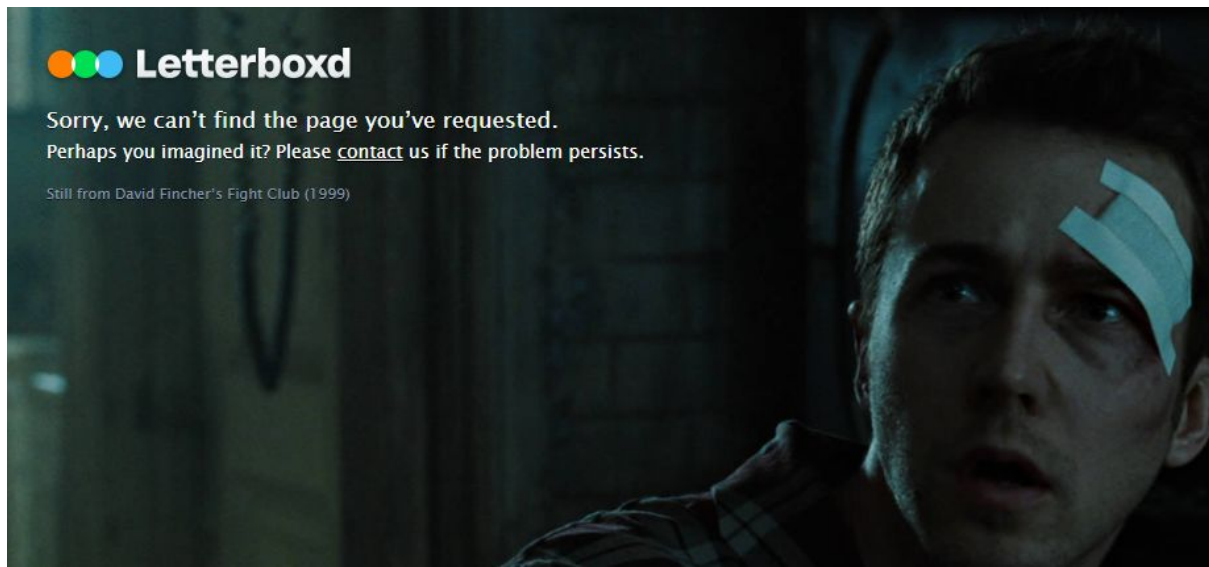 Letterboxd
Sorry, we can’t find the page you’ve requested.
Perhaps you imagined it? Please contact us if the problem persists.
Still from David Fincher's Fight Club (1999)